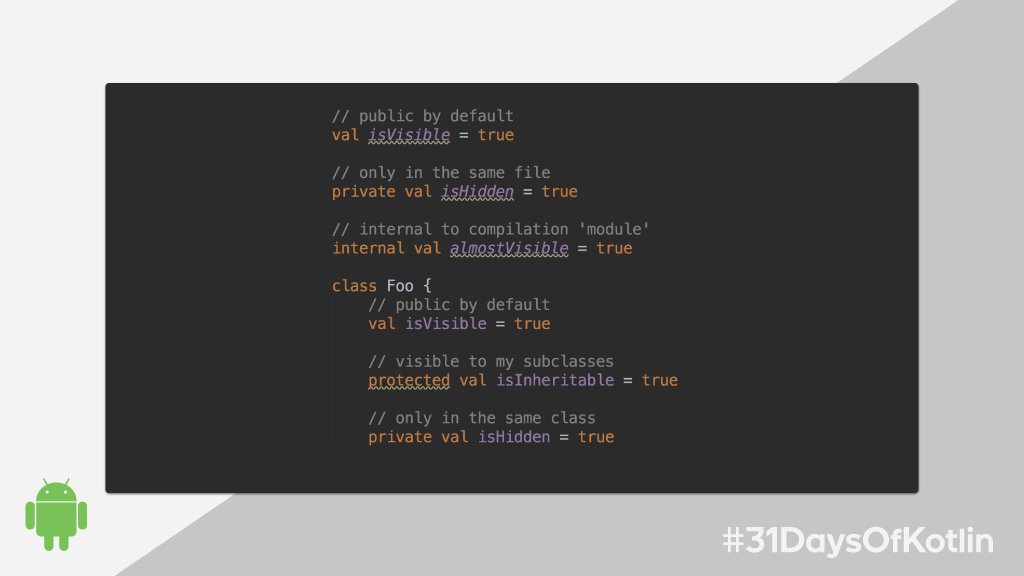 // public by default
val isVisible = true
// only in the same file
private val isHidden = true
// internal to compilation 'module'
internal val almostVisible = true
class Foo {
// public by default
val isVisible = true
// visible to my subclasses
protected val isInheritable = true
// only in the same class
private val isHidden = true
#31DaysOfKotlin